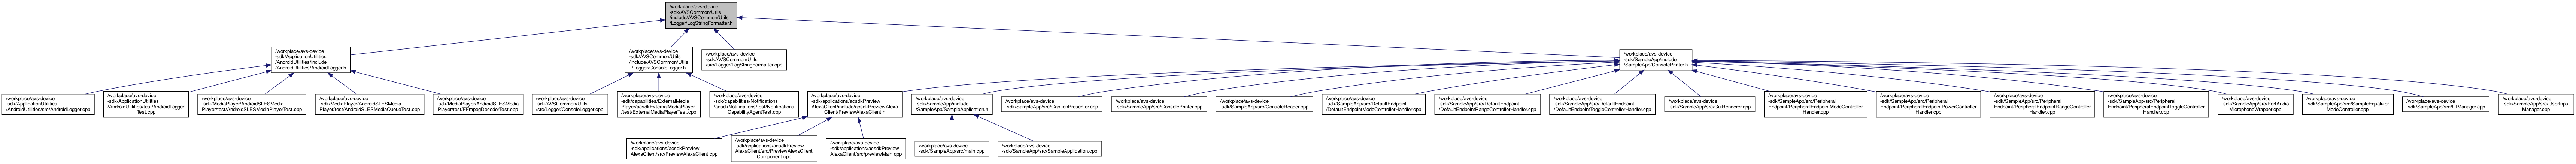 /workplace/avs-device
-sdk/AVSCommon/Utils
/include/AVSCommon/Utils
/Logger/LogStringFormatter.h
/workplace/avs-device
-sdk/ApplicationUtilities
/AndroidUtilities/include
/AndroidUtilities/AndroidLogger.h
/workplace/avs-device
-sdk/AVSCommon/Utils
/include/AVSCommon/Utils
/Logger/ConsoleLogger.h
/workplace/avs-device
-sdk/AVSCommon/Utils
/src/Logger/LogStringFormatter.cpp
/workplace/avs-device
-sdk/SampleApp/include
/SampleApp/ConsolePrinter.h
/workplace/avs-device
-sdk/ApplicationUtilities
/AndroidUtilities/src/AndroidLogger.cpp
/workplace/avs-device
-sdk/ApplicationUtilities
/AndroidUtilities/test/AndroidLogger
Test.cpp
/workplace/avs-device
-sdk/MediaPlayer/AndroidSLESMedia
Player/test/AndroidSLESMediaPlayerTest.cpp
/workplace/avs-device
-sdk/MediaPlayer/AndroidSLESMedia
Player/test/AndroidSLESMediaQueueTest.cpp
/workplace/avs-device
-sdk/MediaPlayer/AndroidSLESMedia
Player/test/FFmpegDecoderTest.cpp
/workplace/avs-device
-sdk/AVSCommon/Utils
/src/Logger/ConsoleLogger.cpp
/workplace/avs-device
-sdk/capabilities/ExternalMedia
Player/acsdkExternalMediaPlayer
/test/ExternalMediaPlayerTest.cpp
/workplace/avs-device
-sdk/capabilities/Notifications
/acsdkNotifications/test/Notifications
CapabilityAgentTest.cpp
/workplace/avs-device
-sdk/applications/acsdkPreview
AlexaClient/include/acsdkPreviewAlexa
Client/PreviewAlexaClient.h
/workplace/avs-device
-sdk/SampleApp/include
/SampleApp/SampleApplication.h
/workplace/avs-device
-sdk/SampleApp/src/CaptionPresenter.cpp
/workplace/avs-device
-sdk/SampleApp/src/ConsolePrinter.cpp
/workplace/avs-device
-sdk/SampleApp/src/ConsoleReader.cpp
/workplace/avs-device
-sdk/SampleApp/src/DefaultEndpoint
/DefaultEndpointModeControllerHandler.cpp
/workplace/avs-device
-sdk/SampleApp/src/DefaultEndpoint
/DefaultEndpointRangeControllerHandler.cpp
/workplace/avs-device
-sdk/SampleApp/src/DefaultEndpoint
/DefaultEndpointToggleControllerHandler.cpp
/workplace/avs-device
-sdk/SampleApp/src/GuiRenderer.cpp
/workplace/avs-device
-sdk/SampleApp/src/Peripheral
Endpoint/PeripheralEndpointModeController
Handler.cpp
/workplace/avs-device
-sdk/SampleApp/src/Peripheral
Endpoint/PeripheralEndpointPowerController
Handler.cpp
/workplace/avs-device
-sdk/SampleApp/src/Peripheral
Endpoint/PeripheralEndpointRangeController
Handler.cpp
/workplace/avs-device
-sdk/SampleApp/src/Peripheral
Endpoint/PeripheralEndpointToggleController
Handler.cpp
/workplace/avs-device
-sdk/SampleApp/src/PortAudio
MicrophoneWrapper.cpp
/workplace/avs-device
-sdk/SampleApp/src/SampleEqualizer
ModeController.cpp
/workplace/avs-device
-sdk/SampleApp/src/UIManager.cpp
/workplace/avs-device
-sdk/SampleApp/src/UserInput
Manager.cpp
/workplace/avs-device
-sdk/applications/acsdkPreview
AlexaClient/src/PreviewAlexaClient.cpp
/workplace/avs-device
-sdk/applications/acsdkPreview
AlexaClient/src/PreviewAlexaClient
Component.cpp
/workplace/avs-device
-sdk/applications/acsdkPreview
AlexaClient/src/previewMain.cpp
/workplace/avs-device
-sdk/SampleApp/src/main.cpp
/workplace/avs-device
-sdk/SampleApp/src/SampleApplication.cpp